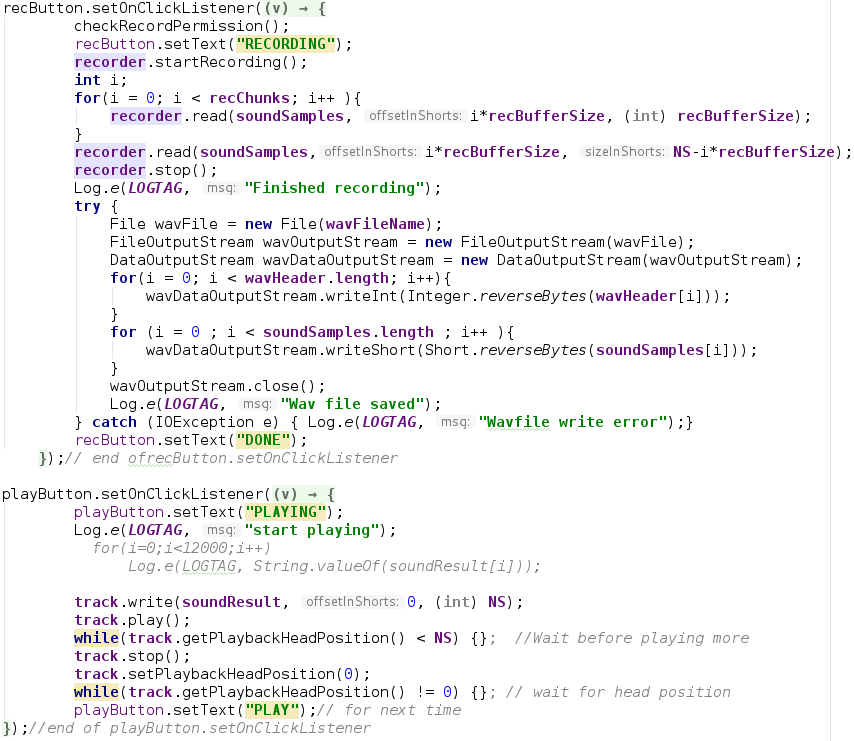 recButton.setOnClickListener((v) → {
        checkRecordPermission();
        recButton.setText("RECORDING");
        recorder.startRecording();
        int i;
        for(i = 0; i < recChunks; i++ ){
            recorder.read(soundSamples, offsetInShorts: i*recBufferSize, (int) recBufferSize);
        }
        recorder.read(soundSamples, offsetInShorts: i*recBufferSize, sizeInShorts: NS-i*recBufferSize);
        recorder.stop();
        Log.e(LOGTAG, msg: "Finished recording");
        try {
            File wavFile = new File(wavFileName);
            FileOutputStream wavOutputStream = new FileOutputStream(wavFile);
            DataOutputStream wavDataOutputStream = new DataOutputStream(wavOutputStream);
            for(i = 0; i < wavHeader.length; i++){
                wavDataOutputStream.writeInt(Integer.reverseBytes(wavHeader[i]));
            }
            for (i = 0 ; i < soundSamples.length ; i++ ){
                wavDataOutputStream.writeShort(Short.reverseBytes(soundSamples[i]));
            }
            wavOutputStream.close();
            Log.e(LOGTAG, msg: "Wav file saved");
        } catch (IOException e) { Log.e(LOGTAG, msg: "Wavfile write error");}
        recButton.setText("DONE");
    });// end ofrecButton.setOnClickListener

playButton.setOnClickListener((v) → {
        playButton.setText("PLAYING");
        Log.e(LOGTAG, msg: "start playing");
          for(i=0;i<12000;i++)
              Log.e(LOGTAG, String.valueOf(soundResult[i]));

        track.write(soundResult, offsetInShorts: 0, (int) NS);
        track.play();
        while(track.getPlaybackHeadPosition() < NS) {};  //Wait before playing more
        track.stop();
        track.setPlaybackHeadPosition(0);
        while(track.getPlaybackHeadPosition() != 0) {}; // wait for head position
        playButton.setText("PLAY");// for next time
});//end of playButton.setOnClickListener